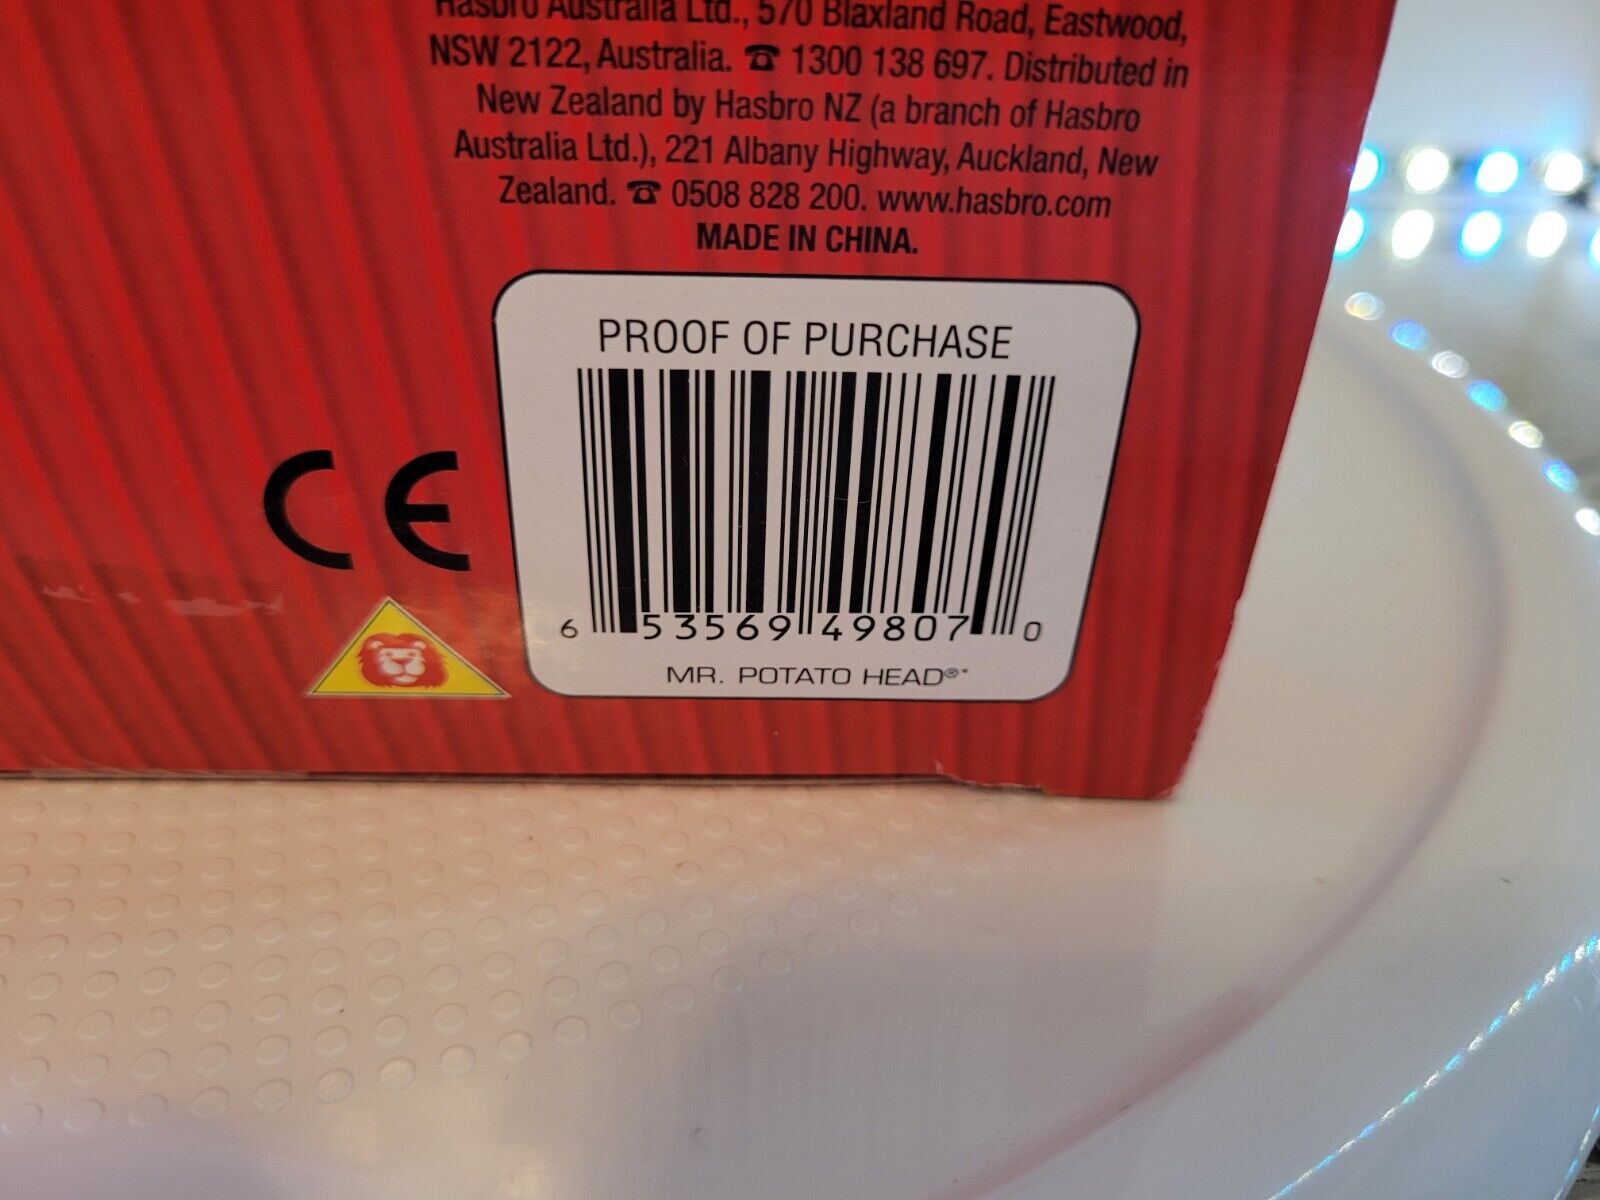 Hasbro Australia Ltd., 570 Blaxland Road, Eastwood,
NSW 2122, Australia. ☎ 1300 138 697. Distributed in
New Zealand by Hasbro NZ (a branch of Hasbro
Australia Ltd.), 221 Albany Highway, Auckland, New
Zealand. ☎ 0508 828 200. www.hasbro.com
MADE IN CHINA.
PROOF OF PURCHASE
CE
6 53569 49807 0
MR. POTATO HEAD®*